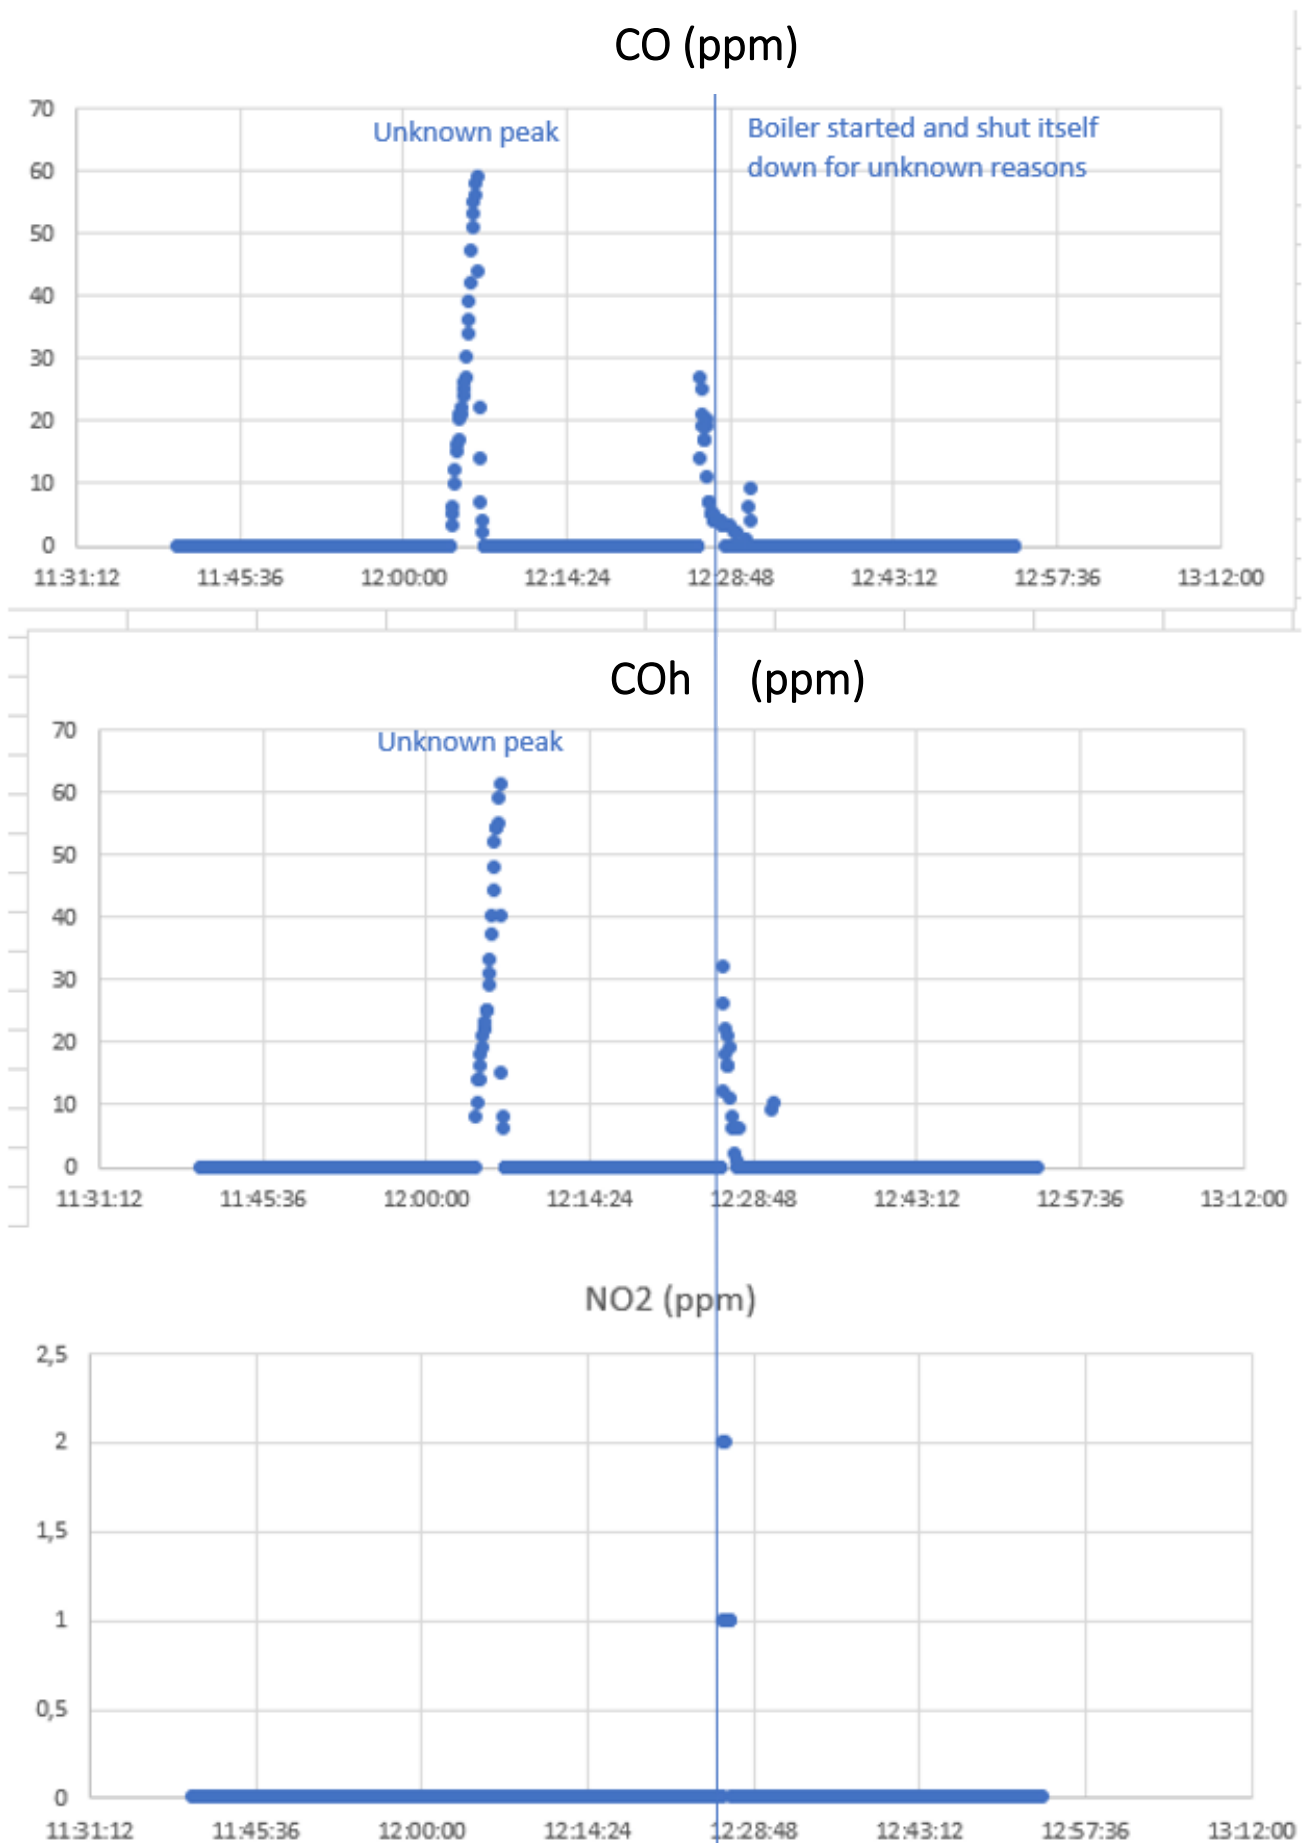 CO (ppm)
70
Unknown peak
Boiler started and shut itself
down for unknown reasons
60
50
40
30
20
10
0
11:31:12 11:45:36 12:00:00 12:14:24 12:28:48 12:43:12 12:57:36 13:12:00
COh (ppm)
70
Unknown peak
60
50
40
30
20
10
0
11:31:12 11:45:36 12:00:00 12:14:24 12:28:48 12:43:12 12:57:36 13:12:00
NO2 (ppm)
2,5
2
1,5
1
0,5
0
11:31:12 11:45:36 12:00:00 12:14:24 12:28:48 12:43:12 12:57:36 13:12:00